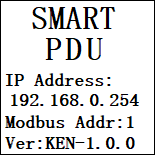 SMART
PDU
IP Address:
192.168.0.254
Modbus Addr:1
Ver:KEN-1.0.0